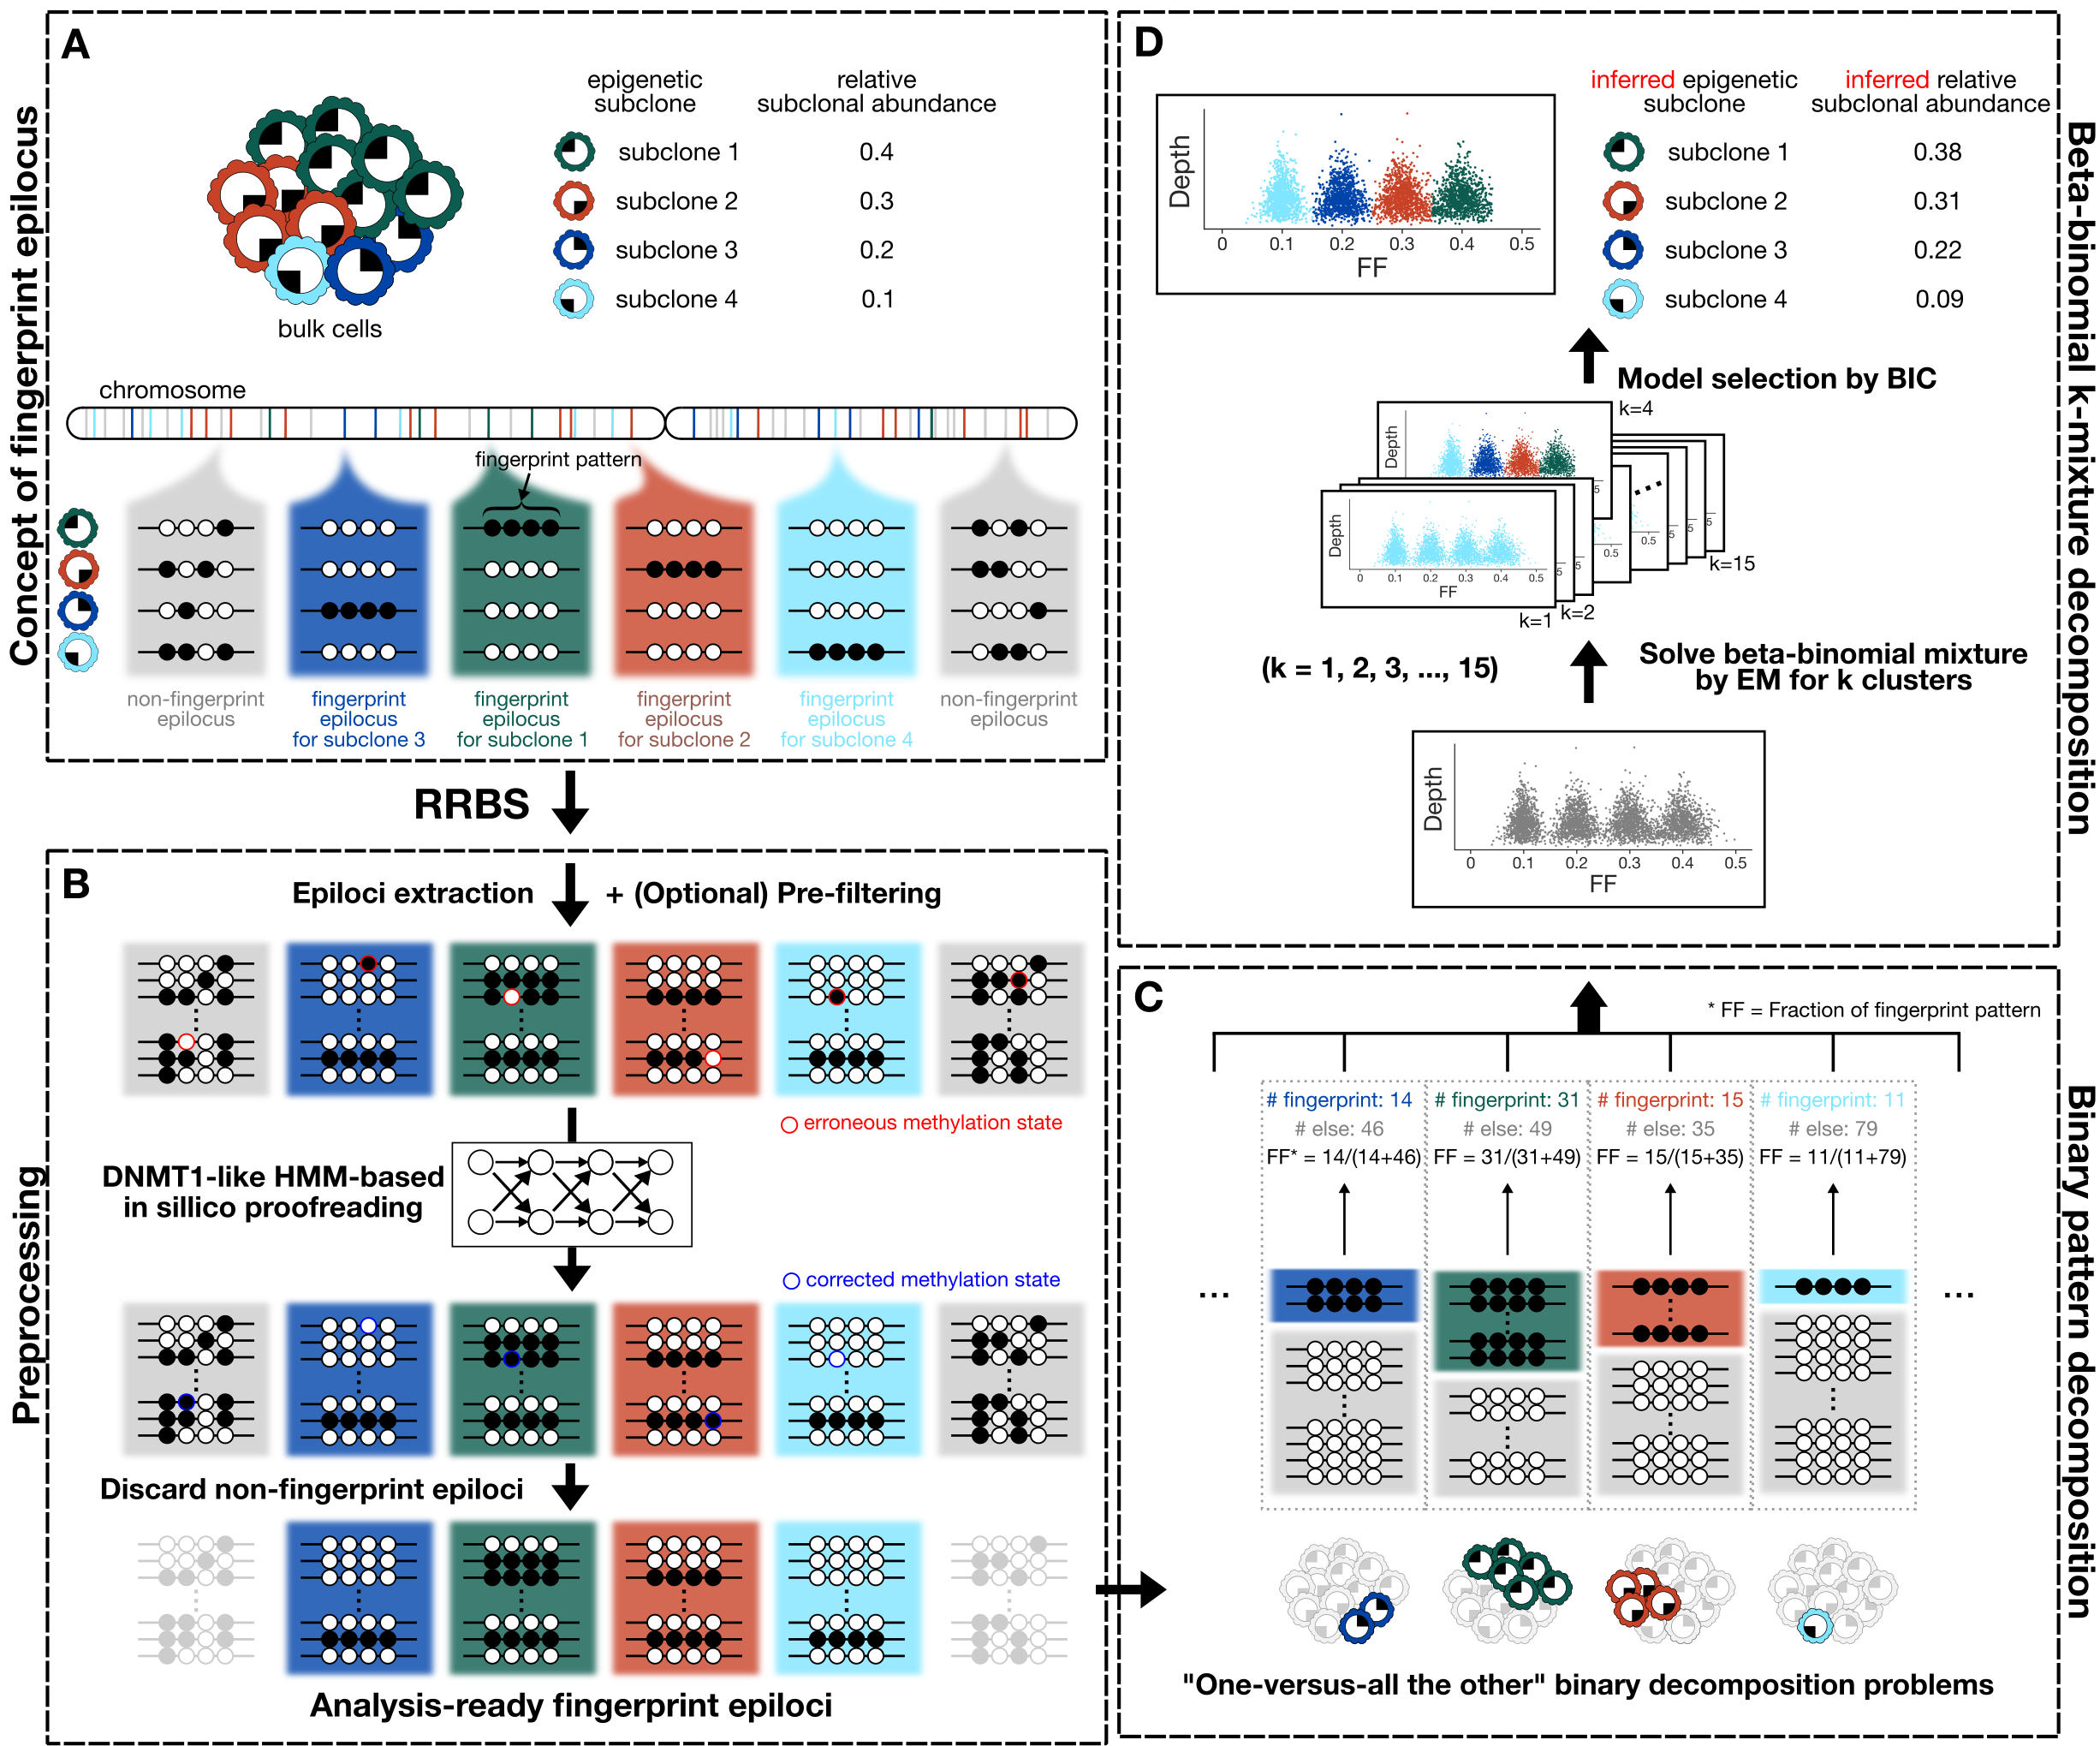 A
Concept of fingerprint epilocus
epigenetic
subclone
relative
subclonal abundance
subclone 1
0.4
subclone 2
0.3
subclone 3
0.2
subclone 4
0.1
bulk cells
chromosome
fingerprint pattern
non-fingerprint
epilocus
fingerprint
epilocus
for subclone 3
fingerprint
epilocus
for subclone 1
fingerprint
epilocus
for subclone 2
fingerprint
epilocus
for subclone 4
non-fingerprint
epilocus
RRBS
B
Preprocessing
Epiloci extraction
+ (Optional) Pre-filtering
erroneous methylation state
DNMT1-like HMM-based
in sillico proofreading
corrected methylation state
Discard non-fingerprint epiloci
Analysis-ready fingerprint epiloci
C
Binary pattern decomposition
* FF = Fraction of fingerprint pattern
# fingerprint: 14
# else: 46
FF* = 14/(14+46)
# fingerprint: 31
# else: 49
FF = 31/(31+49)
# fingerprint: 15
# else: 35
FF = 15/(15+35)
# fingerprint: 11
# else: 79
FF = 11/(11+79)
...
...
"One-versus-all the other" binary decomposition problems
D
Beta-binomial k-mixture decomposition
Depth
0 0.1 0.2 0.3 0.4 0.5
FF
inferred epigenetic
subclone
inferred relative
subclonal abundance
subclone 1
0.38
subclone 2
0.31
subclone 3
0.22
subclone 4
0.09
Model selection by BIC
k=4
Depth
5
0.5
0.5
5
5
5
k=15
Depth
0 0.1 0.2 0.3 0.4 0.5
FF
5
5
k=1
k=2
(k = 1, 2, 3, ..., 15)
Solve beta-binomial mixture
by EM for k clusters
Depth
0 0.1 0.2 0.3 0.4 0.5
FF